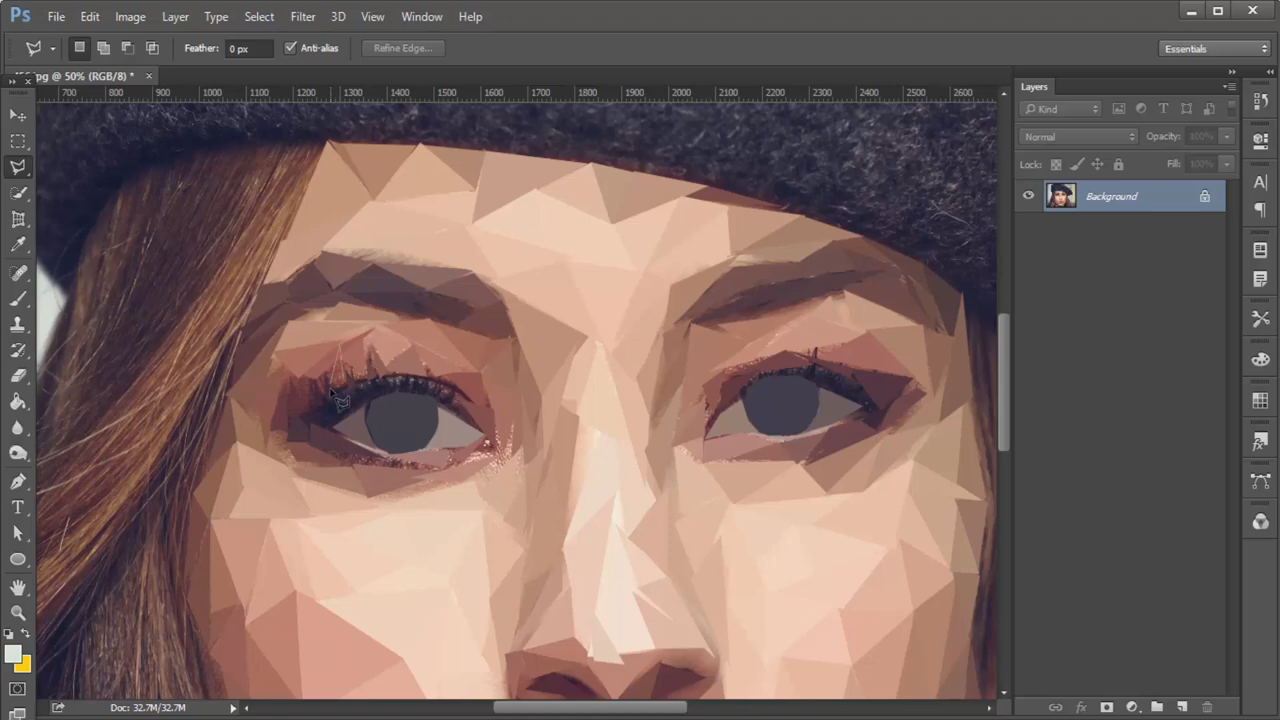 Ps File Edit Image Layer Type Select Filter 3D View Window Help
Feather: 0 px Anti-alias Refine Edge... Essentials
.jpg @ 50% (RGB/8) * ×
700 800 900 1000 1100 1200 1300 1400 1500 1600 1700 1800 1900 2000 2100 2200 2300 2400 2500 2600
Layers
Kind
Normal Opacity: 100%
Lock: Fill: 100%
Background
Doc: 32.7M/32.7M